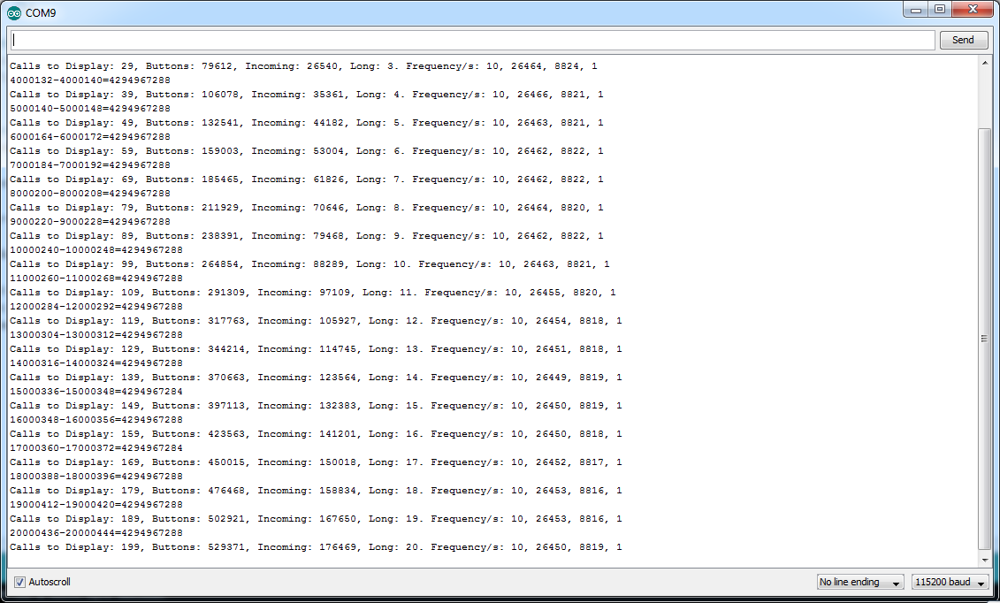 COM9
Send
Calls to Display: 29, Buttons: 79612, Incoming: 26540, Long: 3. Frequency/s: 10, 26464, 8824, 1
4000132-4000140=4294967288
Calls to Display: 39, Buttons: 106078, Incoming: 35361, Long: 4. Frequency/s: 10, 26466, 8821, 1
5000140-5000148=4294967288
Calls to Display: 49, Buttons: 132541, Incoming: 44182, Long: 5. Frequency/s: 10, 26463, 8821, 1
6000164-6000172=4294967288
Calls to Display: 59, Buttons: 159003, Incoming: 53004, Long: 6. Frequency/s: 10, 26462, 8822, 1
7000184-7000192=4294967288
Calls to Display: 69, Buttons: 185465, Incoming: 61826, Long: 7. Frequency/s: 10, 26462, 8822, 1
8000200-8000208=4294967288
Calls to Display: 79, Buttons: 211929, Incoming: 70646, Long: 8. Frequency/s: 10, 26464, 8820, 1
9000220-9000228=4294967288
Calls to Display: 89, Buttons: 238391, Incoming: 79468, Long: 9. Frequency/s: 10, 26462, 8822, 1
10000240-10000248=4294967288
Calls to Display: 99, Buttons: 264854, Incoming: 88289, Long: 10. Frequency/s: 10, 26463, 8821, 1
11000260-11000268=4294967288
Calls to Display: 109, Buttons: 291309, Incoming: 97109, Long: 11. Frequency/s: 10, 26455, 8820, 1
12000284-12000292=4294967288
Calls to Display: 119, Buttons: 317763, Incoming: 105927, Long: 12. Frequency/s: 10, 26454, 8818, 1
13000304-13000312=4294967288
Calls to Display: 129, Buttons: 344214, Incoming: 114745, Long: 13. Frequency/s: 10, 26451, 8818, 1
14000316-14000324=4294967288
Calls to Display: 139, Buttons: 370663, Incoming: 123564, Long: 14. Frequency/s: 10, 26449, 8819, 1
15000336-15000348=4294967284
Calls to Display: 149, Buttons: 397113, Incoming: 132383, Long: 15. Frequency/s: 10, 26450, 8819, 1
16000348-16000356=4294967288
Calls to Display: 159, Buttons: 423563, Incoming: 141201, Long: 16. Frequency/s: 10, 26450, 8818, 1
17000360-17000372=4294967284
Calls to Display: 169, Buttons: 450015, Incoming: 150018, Long: 17. Frequency/s: 10, 26452, 8817, 1
18000388-18000396=4294967288
Calls to Display: 179, Buttons: 476468, Incoming: 158834, Long: 18. Frequency/s: 10, 26453, 8816, 1
19000412-19000420=4294967288
Calls to Display: 189, Buttons: 502921, Incoming: 167650, Long: 19. Frequency/s: 10, 26453, 8816, 1
20000436-20000444=4294967288
Calls to Display: 199, Buttons: 529371, Incoming: 176469, Long: 20. Frequency/s: 10, 26450, 8819, 1
Autoscroll
No line ending
115200 baud